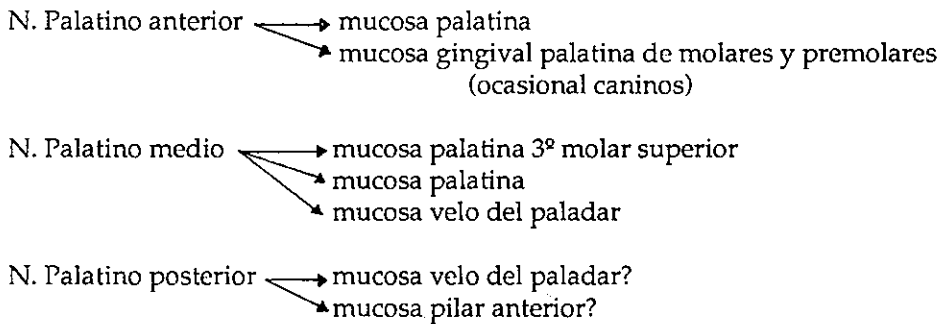 N. Palatino anterior mucosa palatina
mucosa gingival palatina de molares y premolares
(ocasional caninos)
N. Palatino medio mucosa palatina 3º molar superior
mucosa palatina
mucosa velo del paladar
N. Palatino posterior mucosa velo del paladar?
mucosa pilar anterior?